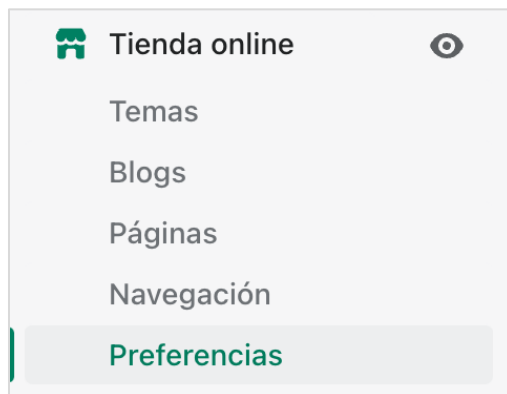 Tienda online
Temas
Blogs
Páginas
Navegación
Preferencias